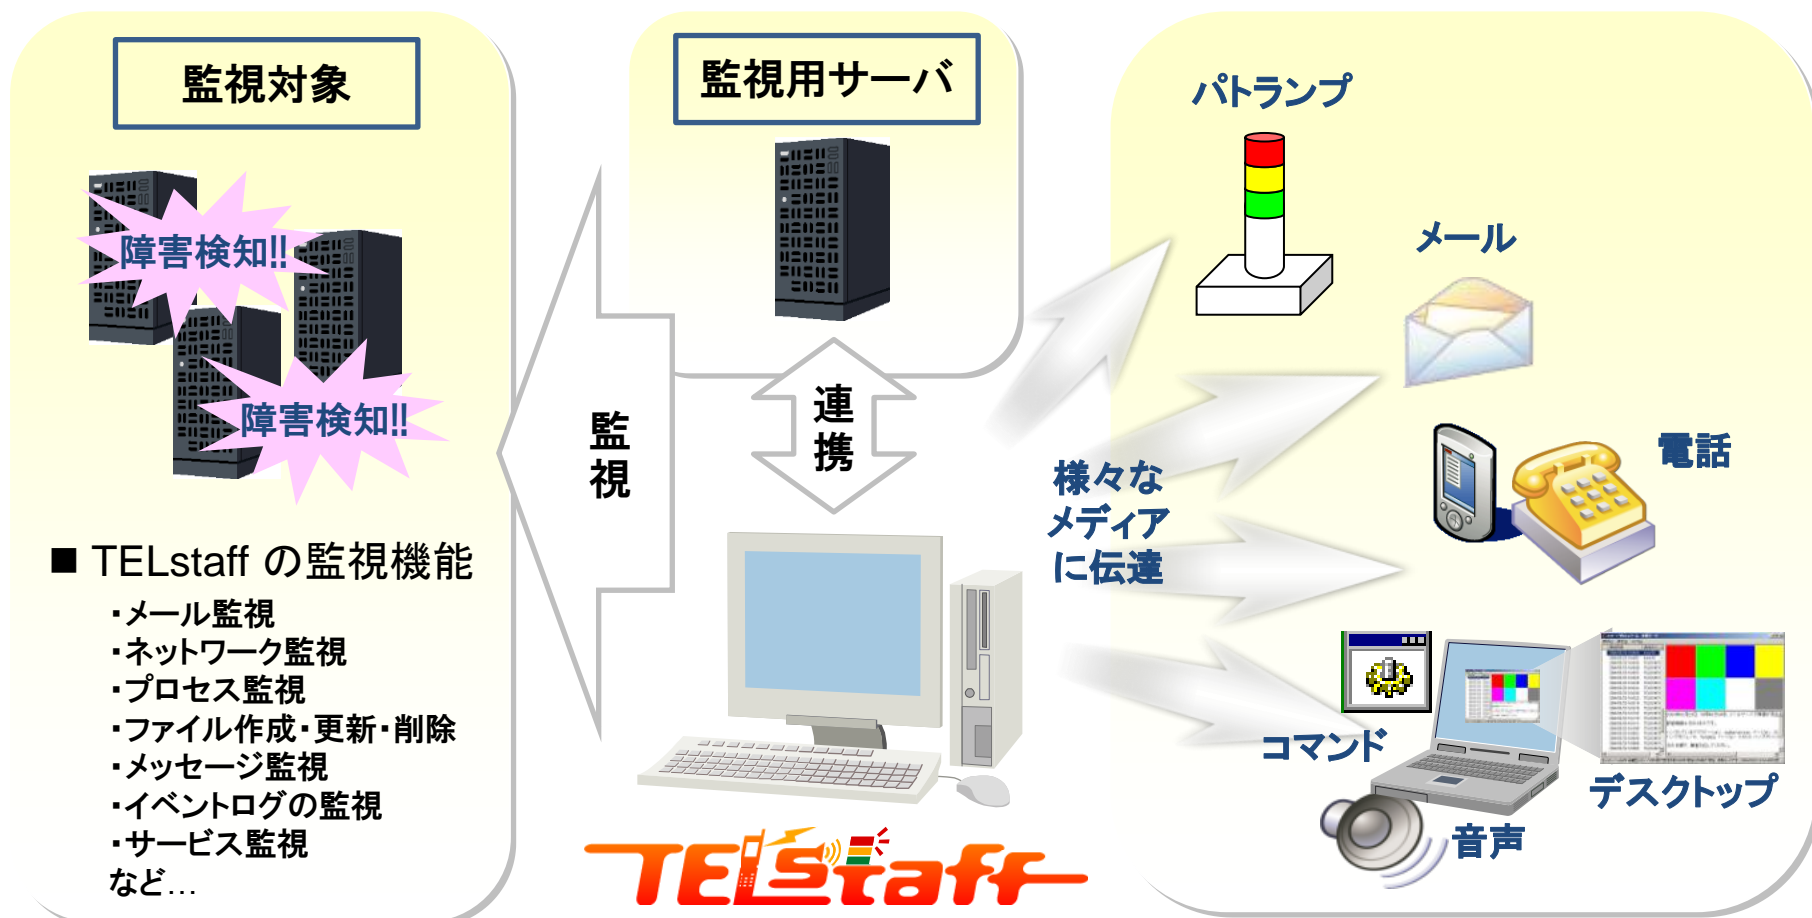 監視対象
障害検知!!
障害検知!!
■ TELstaff の監視機能
・メール監視
・ネットワーク監視
・プロセス監視
・ファイル作成・更新・削除
・メッセージ監視
・イベントログの監視
・サービス監視
など…
監視
監視用サーバ
連携
TELstaff
様々な
メディア
に伝達
パトランプ
メール
電話
コマンド
デスクトップ
音声